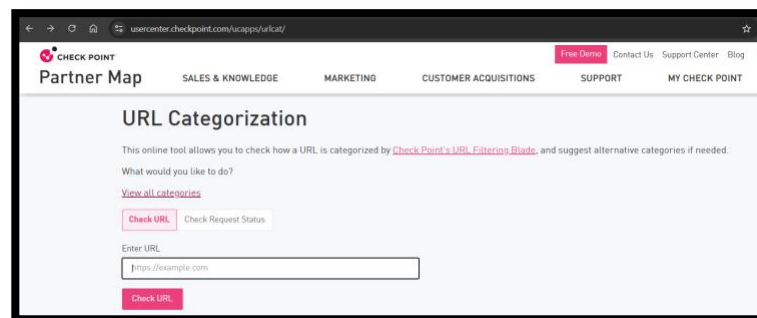 usercenter.checkpoint.com/ucapps/urlcat/
CHECK POINT
Free Demo Contact Us Support Center Blog
Partner Map SALES & KNOWLEDGE MARKETING CUSTOMER ACQUISITIONS SUPPORT MY CHECK POINT
URL Categorization
This online tool allows you to check how a URL is categorized by Check Point's URL Filtering Blade, and suggest alternative categories if needed.
What would you like to do?
View all categories
Check URL Check Request Status
Enter URL
https://example.com
Check URL